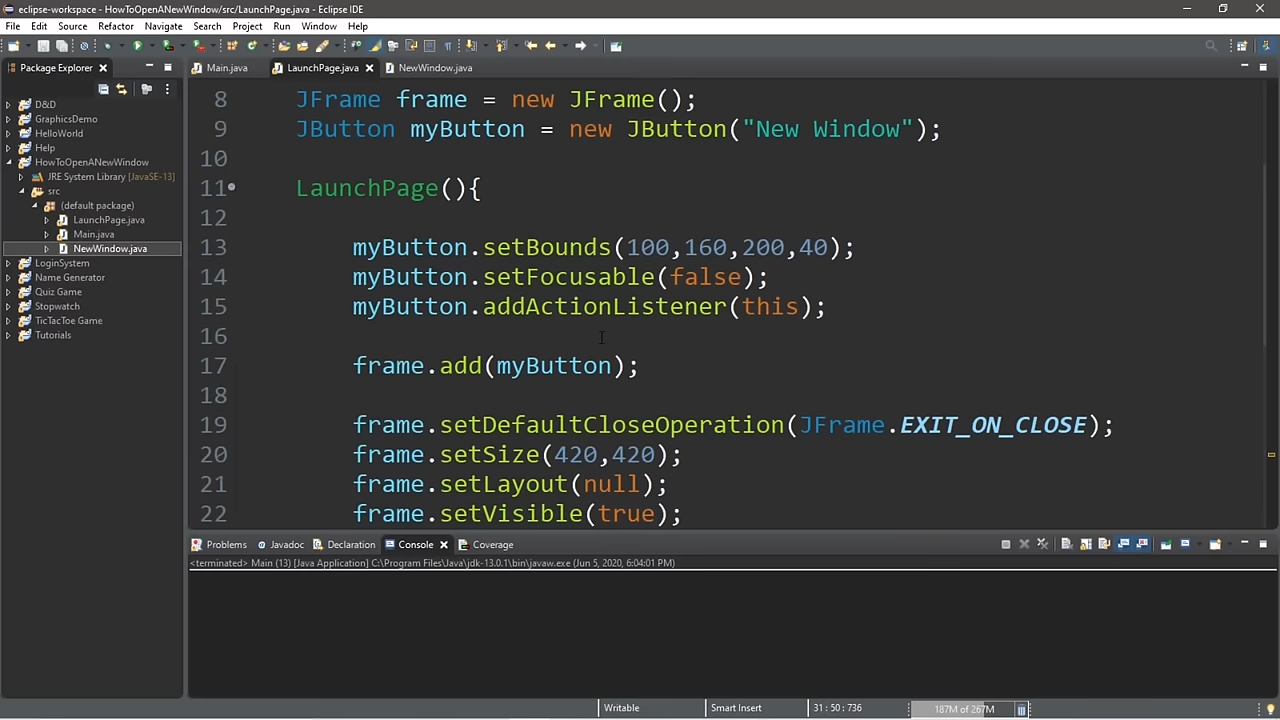 eclipse-workspace - HowToOpenANewWindow/src/LaunchPage.java - Eclipse IDE
File Edit Source Refactor Navigate Search Project Run Window Help
Package Explorer
Main.java LaunchPage.java NewWindow.java
D&D
GraphicsDemo
HelloWorld
Help
HowToOpenANewWindow
JRE System Library [JavaSE-13]
src
(default package)
LaunchPage.java
Main.java
NewWindow.java
LoginSystem
Name Generator
Quiz Game
Stopwatch
TicTacToe Game
Tutorials
8 JFrame frame = new JFrame();
9 JButton myButton = new JButton("New Window");
10
11 LaunchPage(){
12
13 myButton.setBounds(100,160,200,40);
14 myButton.setFocusable(false);
15 myButton.addActionListener(this);
16
17 frame.add(myButton);
18
19 frame.setDefaultCloseOperation(JFrame.EXIT_ON_CLOSE);
20 frame.setSize(420,420);
21 frame.setLayout(null);
22 frame.setVisible(true);
Problems Javadoc Declaration Console Coverage
<terminated> Main (13) [Java Application] C:\Program Files\Java\jdk-13.0.1\bin\javaw.exe (Jun 5, 2020, 6:04:01 PM)
Writable Smart Insert 31 : 50 : 736 187M of 267M